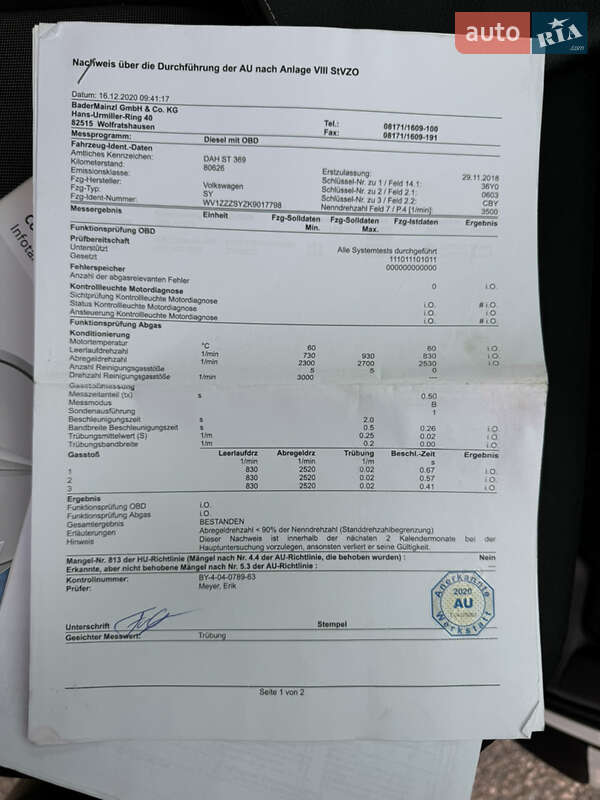 auto RIA .com
Nachweis über die Durchführung der AU nach Anlage VIII StVZO
Datum: 16.12.2020 09:41:17
BaderMainzl GmbH & Co. KG
Hans-Urmiller-Ring 40 Tel.: 08171/1609-100
82515 Wolfratshausen Fax: 08171/1609-191
Messprogramm: Diesel mit OBD
Fahrzeug-Ident.-Daten
Amtliches Kennzeichen: DAH ST 369 Erstzulassung: 29.11.2018
Kilometerstand: 80626 Schlüssel-Nr. zu 1 / Feld 14.1: 36Y0
Emissionsklasse: Schlüssel-Nr. zu 2 / Feld 2.1: 0603
Fzg-Hersteller: Volkswagen Schlüssel-Nr. zu 3 / Feld 2.2: CBY
Fzg-Typ: SY Nenndrehzahl Feld 7 / P.4 [1/min]: 3500
Fzg-Ident-Nummer: WV1ZZZSYZK9017798
Messergebnis Einheit Fzg-Solldaten Min. Fzg-Solldaten Max. Fzg-Istdaten Ergebnis
Funktionsprüfung OBD
Prüfbereitschaft
Unterstützt Alle Systemtests durchgeführt
Gesetzt 111011101011
Fehlerspeicher 000000000000
Anzahl der abgasrelevanten Fehler 0 i.O.
Kontrollleuchte Motordiagnose
Sichtprüfung Kontrollleuchte Motordiagnose i.O. # i.O.
Status Kontrollleuchte Motordiagnose i.O. # i.O.
Ansteuerung Kontrollleuchte Motordiagnose
Funktionsprüfung Abgas
Konditionierung
Motortemperatur °C 60 60 i.O.
Leerlaufdrehzahl 1/min 730 930 830 i.O.
Abregeldrehzahl 1/min 2300 2700 2530 i.O.
Anzahl Reinigungsgasstöße 5 5 0
Drehzahl Reinigungsgasstöße 1/min 3000 ---
Gasstoßmessung
Messzeitanteil (tx) s 0.50
Messmodus B
Sondenausführung 1
Beschleunigungszeit s 2.0
Bandbreite Beschleunigungszeit s 0.5 0.26 i.O.
Trübungsmittelwert (S) 1/m 0.25 0.02 i.O.
Trübungsbandbreite 1/m 0.2 0.00 i.O.
Gasstoß Leerlaufdrz Abregeldrz Trübung Beschl.-Zeit Ergebnis
1/min 1/min 1/m s
1 830 2520 0.02 0.67 i.O.
2 830 2520 0.02 0.57 i.O.
3 830 2520 0.02 0.41 i.O.
Ergebnis
Funktionsprüfung OBD i.O.
Funktionsprüfung Abgas i.O.
Gesamtergebnis BESTANDEN
Erläuterungen Abregeldrehzahl < 90% der Nenndrehzahl (Standdrehzahlbegrenzung)
Hinweis Dieser Nachweis ist innerhalb der nächsten 2 Kalendermonate bei der
Hauptuntersuchung vorzulegen, ansonsten verliert er seine Gültigkeit.
Mangel-Nr. 813 der HU-Richtlinie (Mängel nach Nr. 4.4 der AU-Richtlinie, die behoben wurden) : Nein
Erkannte, aber nicht behobene Mängel nach Nr. 5.3 der AU-Richtlinie : ---
Kontrollnummer: BY-4-04-0789-63
Prüfer: Meyer, Erik
Anerkannte
2020
AU
Werkstatt
Unterschrift Stempel
Geeichter Messwert: Trübung
Seite 1 von 2